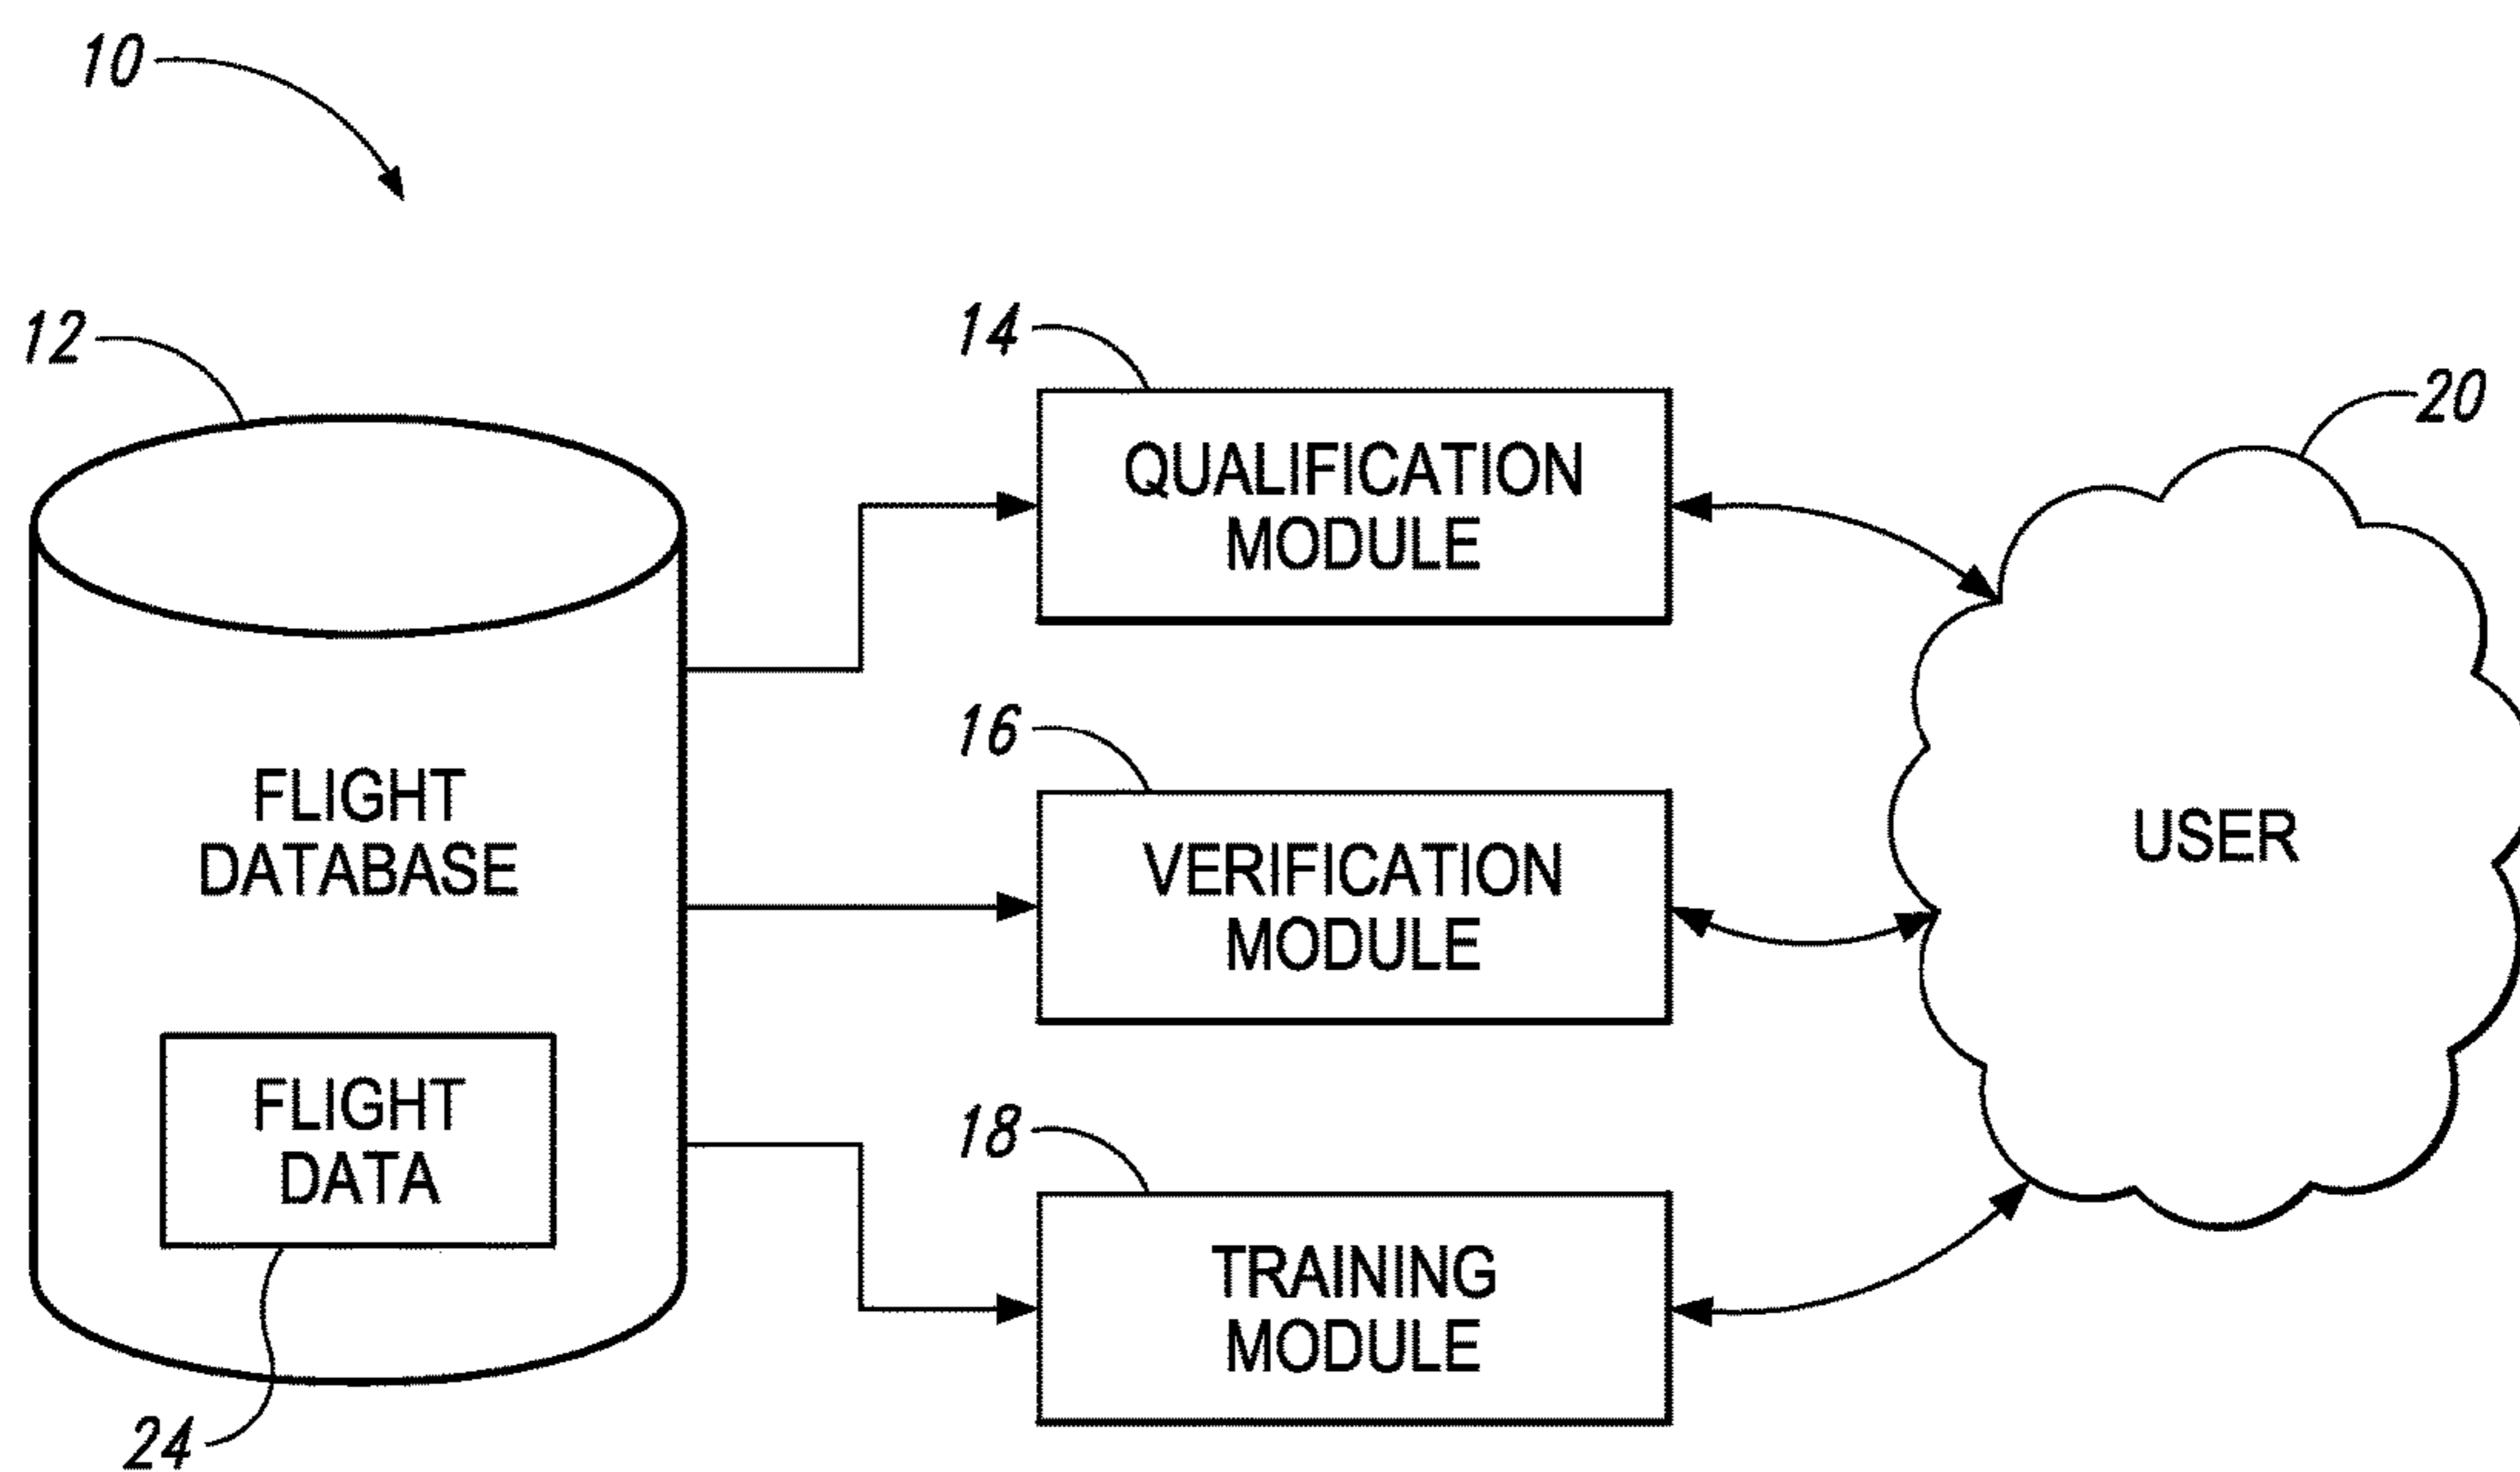 10
12
FLIGHT
DATABASE
FLIGHT
DATA
24
14
QUALIFICATION
MODULE
16
VERIFICATION
MODULE
18
TRAINING
MODULE
20
USER